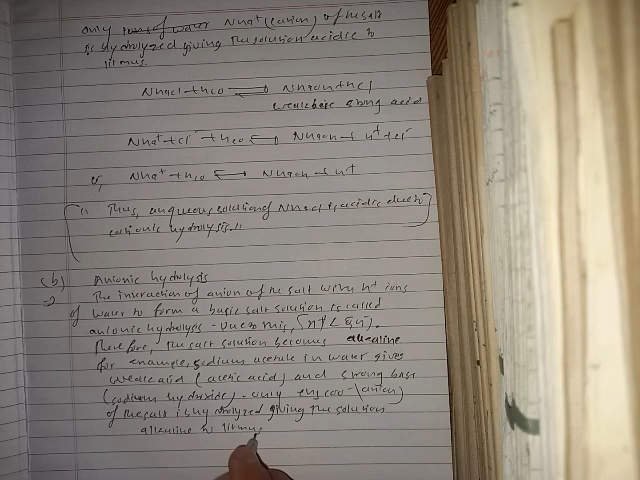 only ions of water NH4+ (cation) of the salt
is hydrolyzed giving the solution acidic to
litmus.
NH4Cl + H2O ⇌ NH4OH + HCl
weak base strong acid
NH4+ + Cl- + H2O ⇌ NH4OH + H+ + Cl-
or, NH4+ + H2O ⇌ NH4OH + H+
Thus, an queous solution of NH4Cl is acidic due to
cationic hydrolysis.
(b) Anionic hydrolysis
⇒ The interaction of anion of the salt with H+ ions
of water to form a basic salt solution is called
anionic hydrolysis. [H+] < [OH-].
Therefore, the salt solution becomes alkaline
for example, sodium acetate in water gives
weak acid (acetic acid) and strong base
(sodium hydroxide). only CH3COO- (anion)
of the salt is hydrolyzed giving the solution
alkaline to litmus